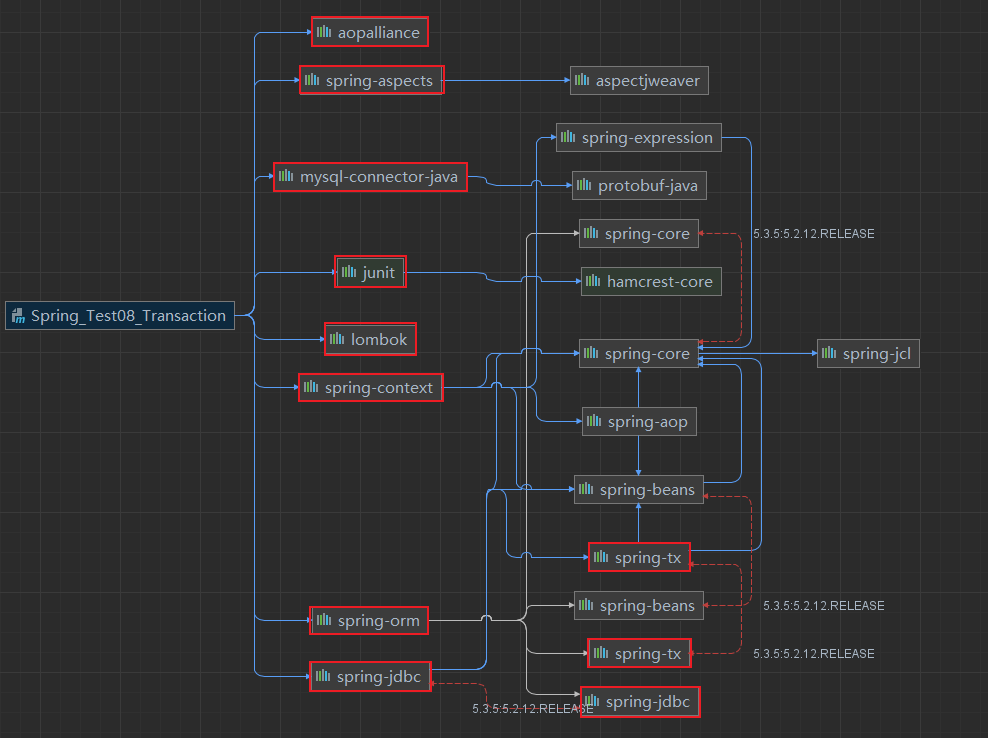 aopalliance
spring-aspects
aspectjweaver
spring-expression
mysql-connector-java
protobuf-java
spring-core
5.3.5:5.2.12.RELEASE
junit
hamcrest-core
Spring_Test08_Transaction
lombok
spring-core
spring-jcl
spring-context
spring-aop
spring-beans
spring-tx
spring-beans
5.3.5:5.2.12.RELEASE
spring-orm
spring-tx
5.3.5:5.2.12.RELEASE
spring-jdbc
spring-jdbc
5.3.5:5.2.12.RELEASE